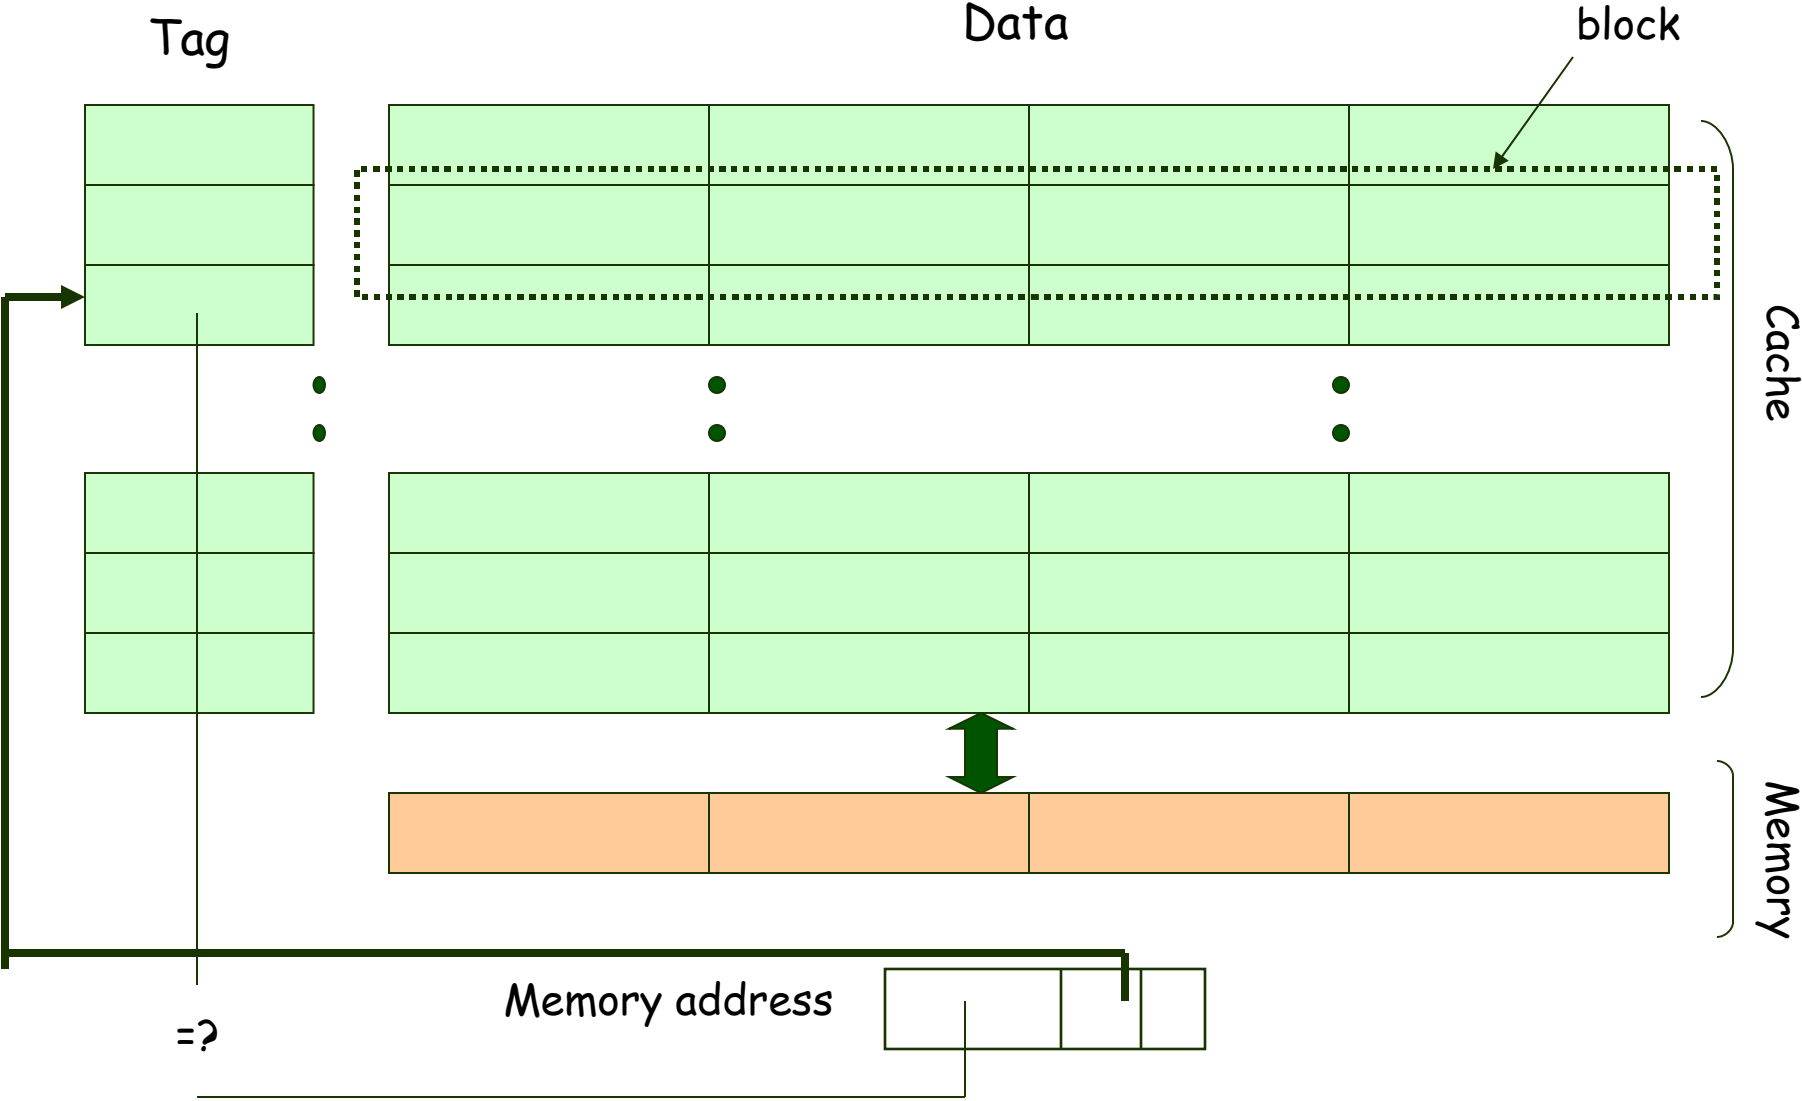 Tag
Data
block
Cache
Memory
Memory address
=?